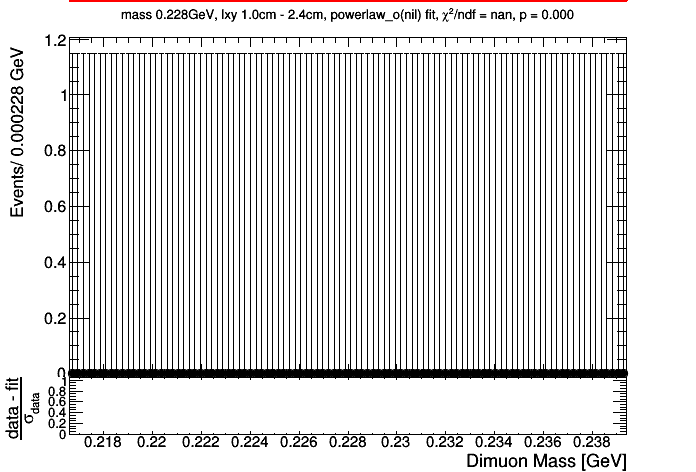 mass 0.228GeV, lxy 1.0cm - 2.4cm, powerlaw_o(nil) fit, χ²/ndf = nan, p = 0.000
Events/ 0.000228 GeV
1.2
1
0.8
0.6
0.4
0.2
0
data - fit
σdata
1
0.8
0.6
0.4
0.2
0
0.218 0.22 0.222 0.224 0.226 0.228 0.23 0.232 0.234 0.236 0.238
Dimuon Mass [GeV]